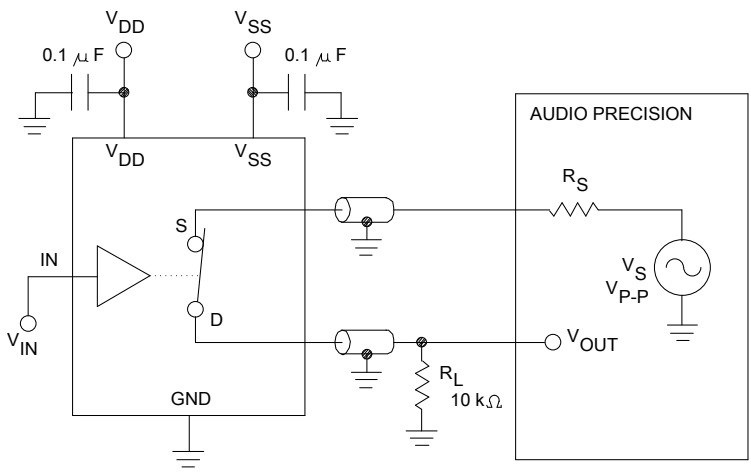 V_DD V_SS
0.1 μF 0.1 μF
AUDIO PRECISION
V_DD V_SS
R_S
S
IN
V_S
V_P-P
D
V_IN
V_OUT
R_L
10 kΩ
GND